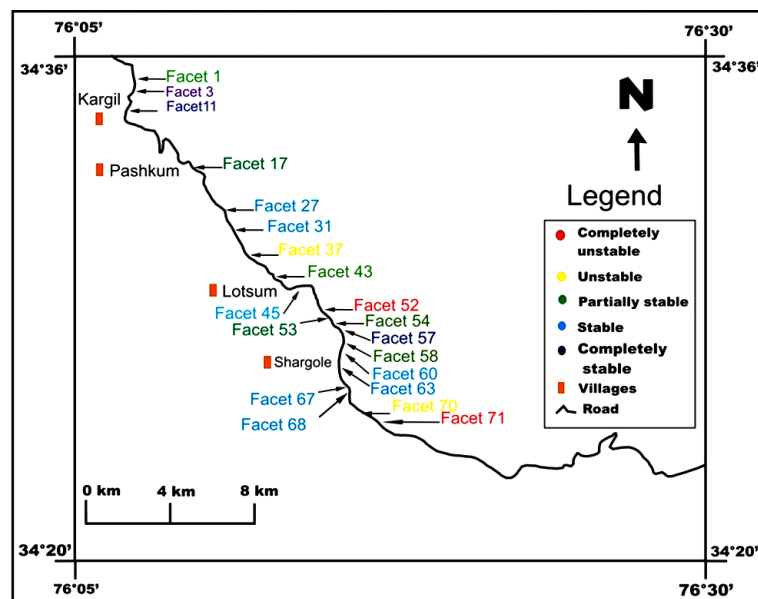 76°05’
76°30’
34°36’
34°36’
Facet 1
Facet 3
Kargil
Facet11
N
Pashkum
Facet 17
Legend
Facet 27
Facet 31
Completely
unstable
Facet 37
Unstable
Facet 43
Lotsum
Partially stable
Facet 52
Facet 45
Facet 54
Facet 53
Stable
Facet 57
Completely
stable
Facet 58
Shargole
Facet 60
Facet 63
Villages
Facet 67
Facet 70
Road
Facet 71
Facet 68
0 km 4 km 8 km
34°20’
34°20’
76°05’
76°30’